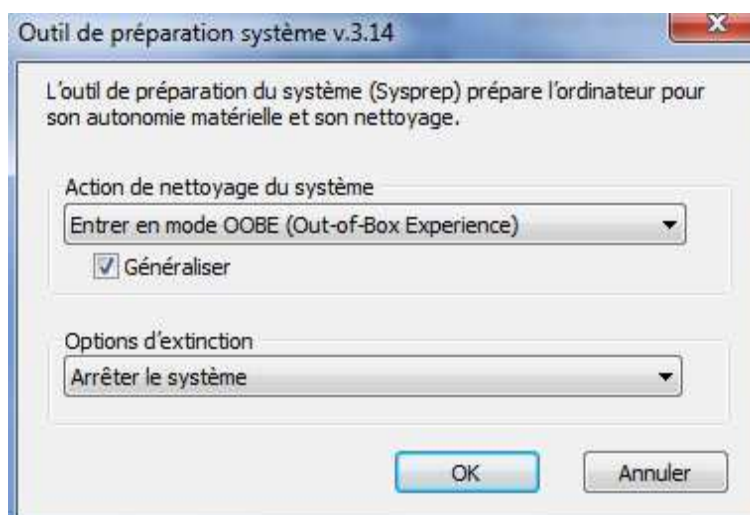 Outil de préparation système v.3.14
L'outil de préparation du système (Sysprep) prépare l'ordinateur pour
son autonomie matérielle et son nettoyage.
Action de nettoyage du système
Entrer en mode OOBE (Out-of-Box Experience)
Généraliser
Options d'extinction
Arrêter le système
OK Annuler